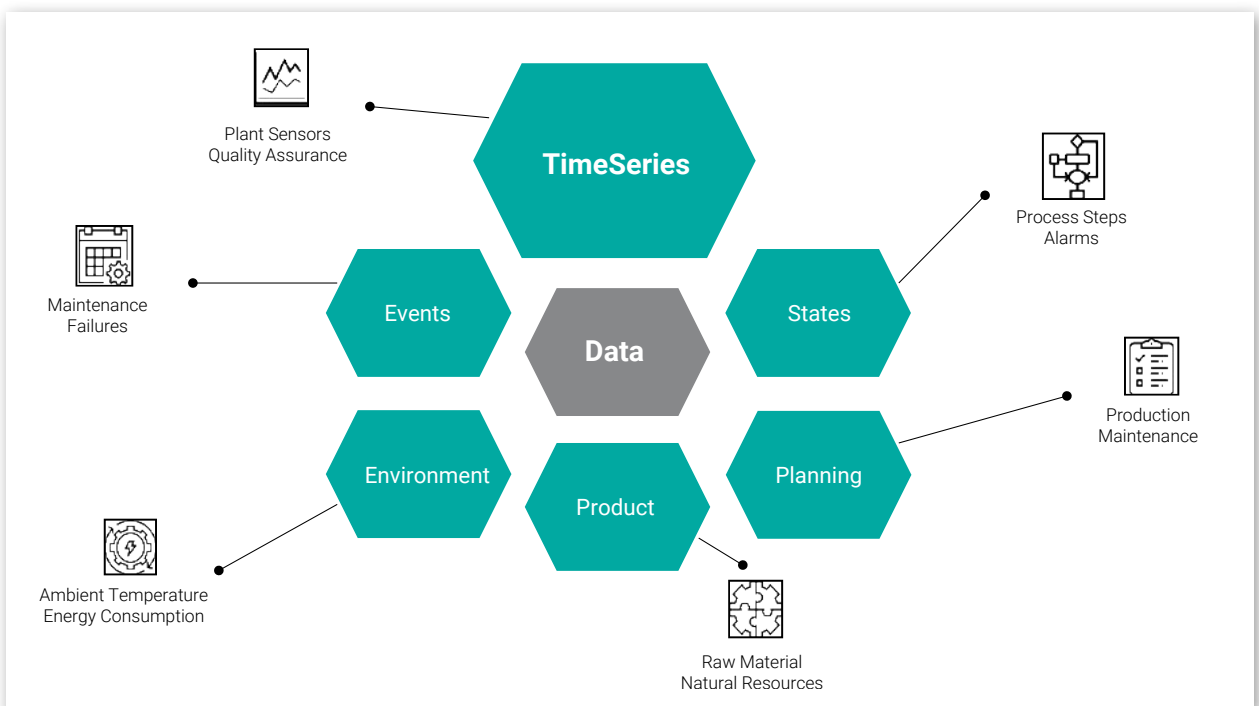 Plant Sensors
Quality Assurance
TimeSeries
Process Steps
Alarms
Maintenance
Failures
Events
States
Data
Production
Maintenance
Environment
Planning
Product
Ambient Temperature
Energy Consumption
Raw Material
Natural Resources